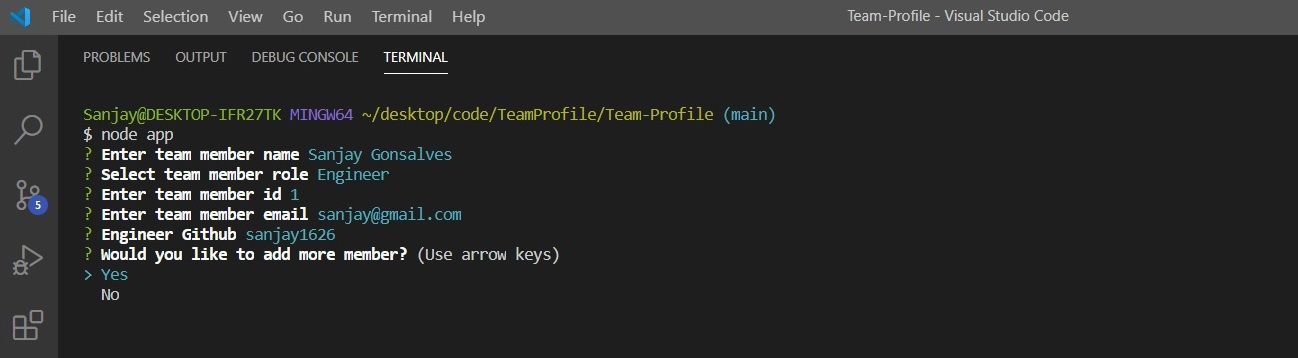 File Edit Selection View Go Run Terminal Help Team-Profile - Visual Studio Code
PROBLEMS OUTPUT DEBUG CONSOLE TERMINAL
Sanjay@DESKTOP-IFR27TK MINGW64 ~/desktop/code/TeamProfile/Team-Profile (main)
$ node app
? Enter team member name Sanjay Gonsalves
? Select team member role Engineer
? Enter team member id 1
? Enter team member email sanjay@gmail.com
? Engineer Github sanjay1626
5
? Would you like to add more member? (Use arrow keys)
> Yes
No